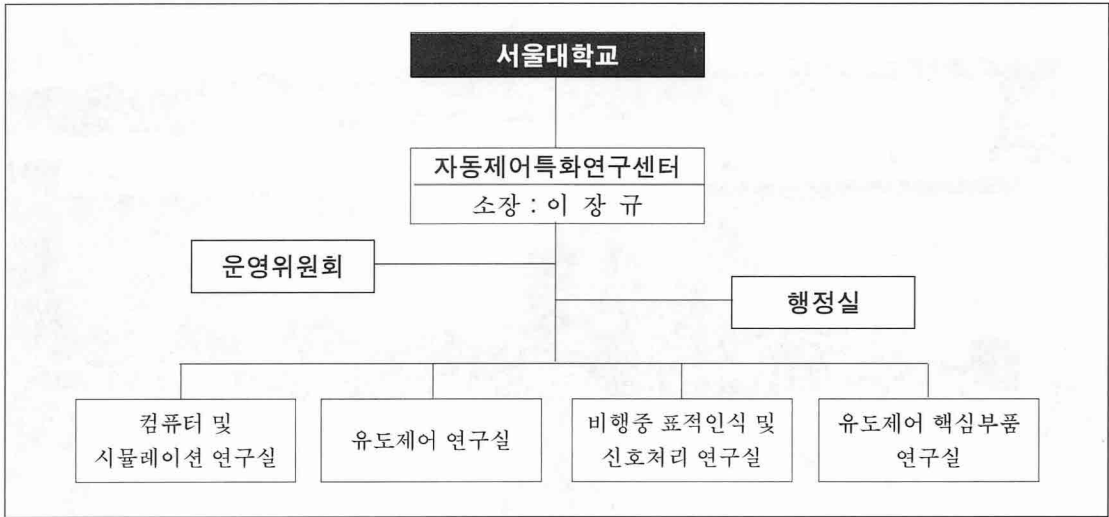 서울대학교
자동제어특화연구센터
소장 : 이 장 규
운영위원회
행정실
컴퓨터 및
시뮬레이션 연구실
유도제어 연구실
비행중 표적인식 및
신호처리 연구실
유도제어 핵심부품
연구실